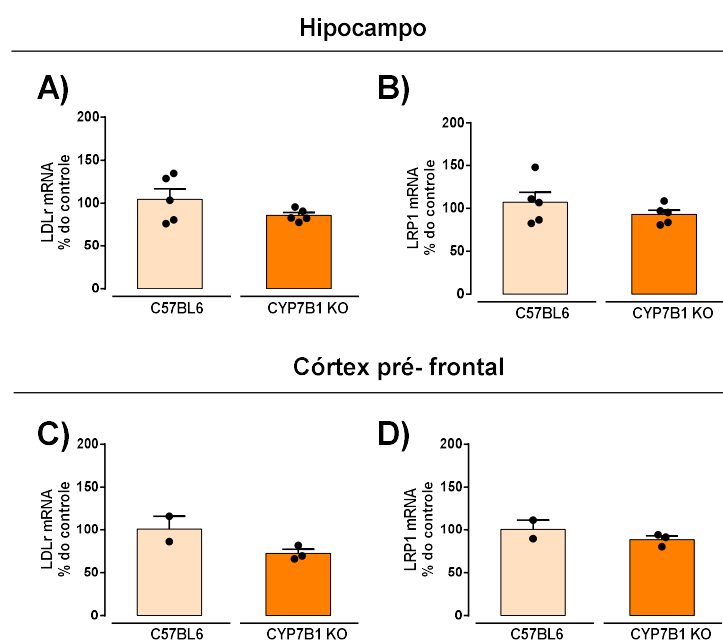 Hipocampo
A)
LDLr mRNA
% do controle
200
150
100
50
0
C57BL6
CYP7B1 KO
B)
LRP1 mRNA
% do controle
200
150
100
50
0
C57BL6
CYP7B1 KO
Córtex pré- frontal
C)
LDLr mRNA
% do controle
200
150
100
50
0
C57BL6
CYP7B1 KO
D)
LRP1 mRNA
% do controle
200
150
100
50
0
C57BL6
CYP7B1 KO